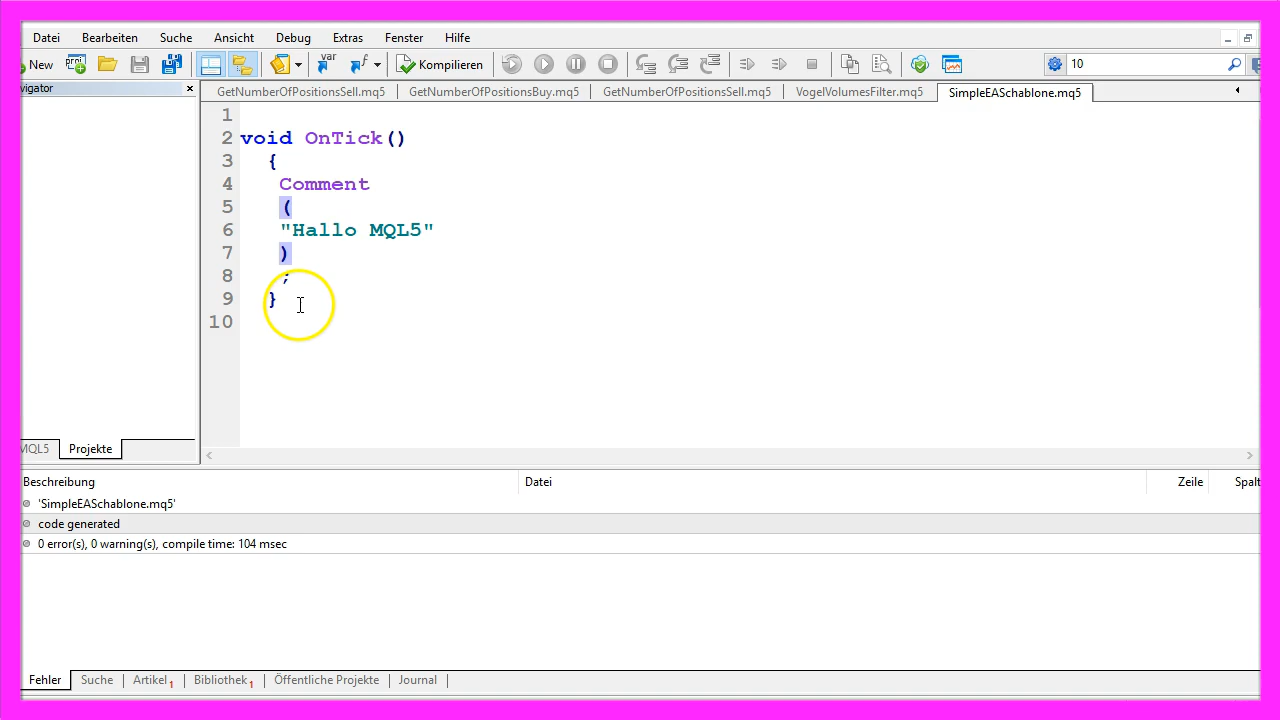 Datei Bearbeiten Suche Ansicht Debug Extras Fenster Hilfe
New Kompilieren 10
vigator GetNumberOfPositionsSell.mq5 GetNumberOfPositionsBuy.mq5 GetNumberOfPositionsSell.mq5 VogelVolumesFilter.mq5 SimpleEASchablone.mq5
1
2 void OnTick()
3 {
4 Comment
5 (
6 "Hallo MQL5"
7 )
8 ;
9 }
10
MQL5 Projekte
Beschreibung Datei Zeile Spalt
'SimpleEASchablone.mq5'
code generated
0 error(s), 0 warning(s), compile time: 104 msec
Fehler Suche Artikel 1 Bibliothek 1 Öffentliche Projekte Journal